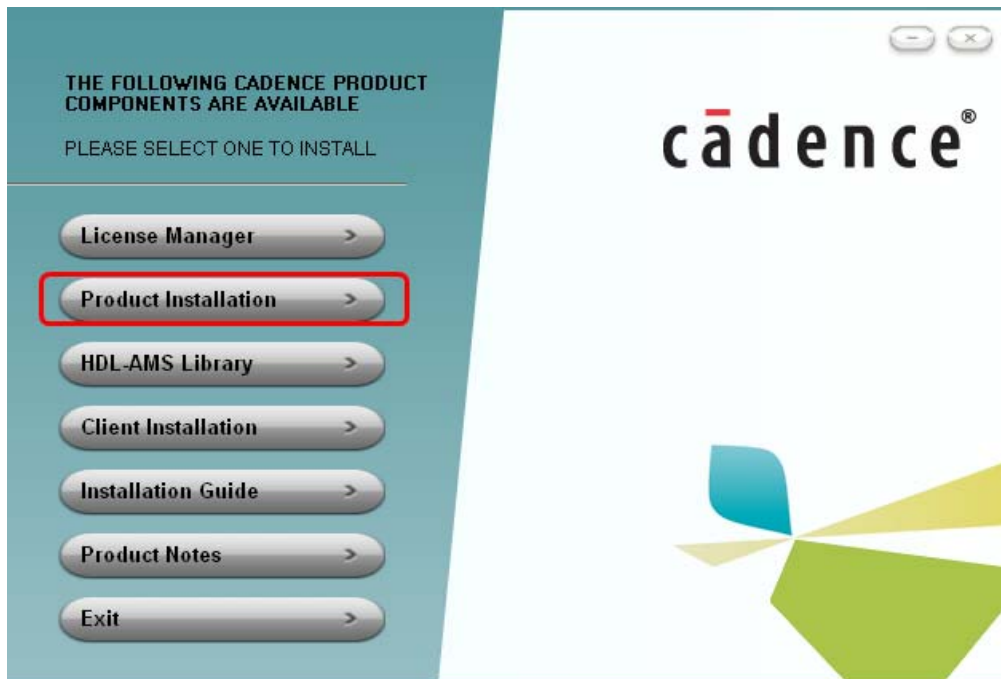 THE FOLLOWING CADENCE PRODUCT
COMPONENTS ARE AVAILABLE
PLEASE SELECT ONE TO INSTALL
cādence®
License Manager >
Product Installation >
HDL-AMS Library >
Client Installation >
Installation Guide >
Product Notes >
Exit >